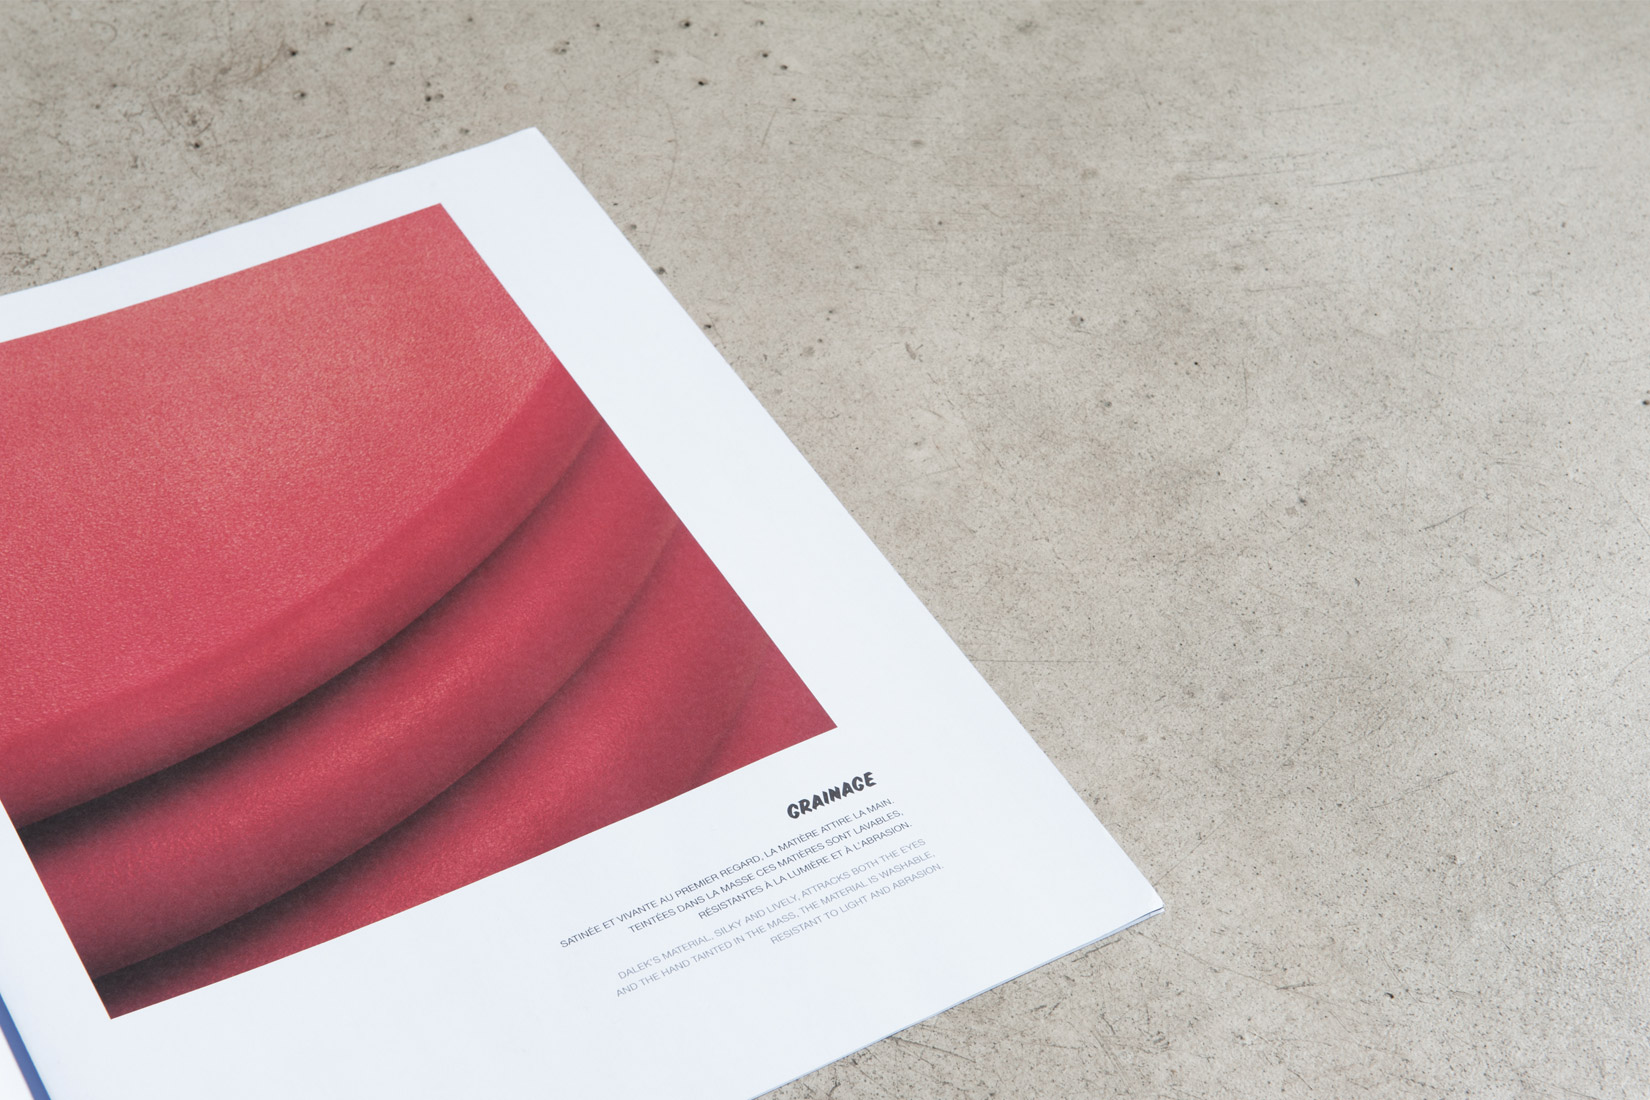 GRAINAGE
SATINÉE ET VIVANTE AU PREMIER REGARD, LA MATIÈRE ATTIRE LA MAIN.
TEINTÉES DANS LA MASSE CES MATIÈRES SONT LAVABLES,
RÉSISTANTES À LA LUMIÈRE ET À L'ABRASION.
DALEK'S MATERIAL, SILKY AND LIVELY, ATTRACKS BOTH THE EYES
AND THE HAND TAINTED IN THE MASS, THE MATERIAL IS WASHABLE,
RESISTANT TO LIGHT AND ABRASION.